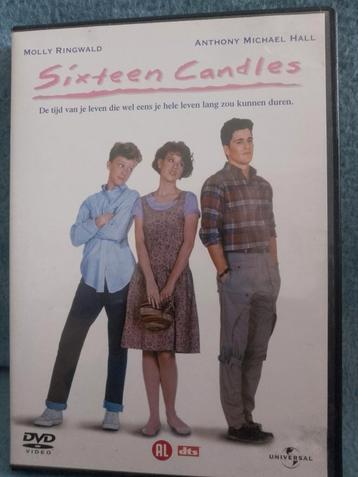 MOLLY RINGWALD
ANTHONY MICHAEL HALL
Sixteen Candles
De tijd van je leven die wel eens je hele leven lang zou kunnen duren.
DVD
VIDEO
AL
dts
UNIVERSAL